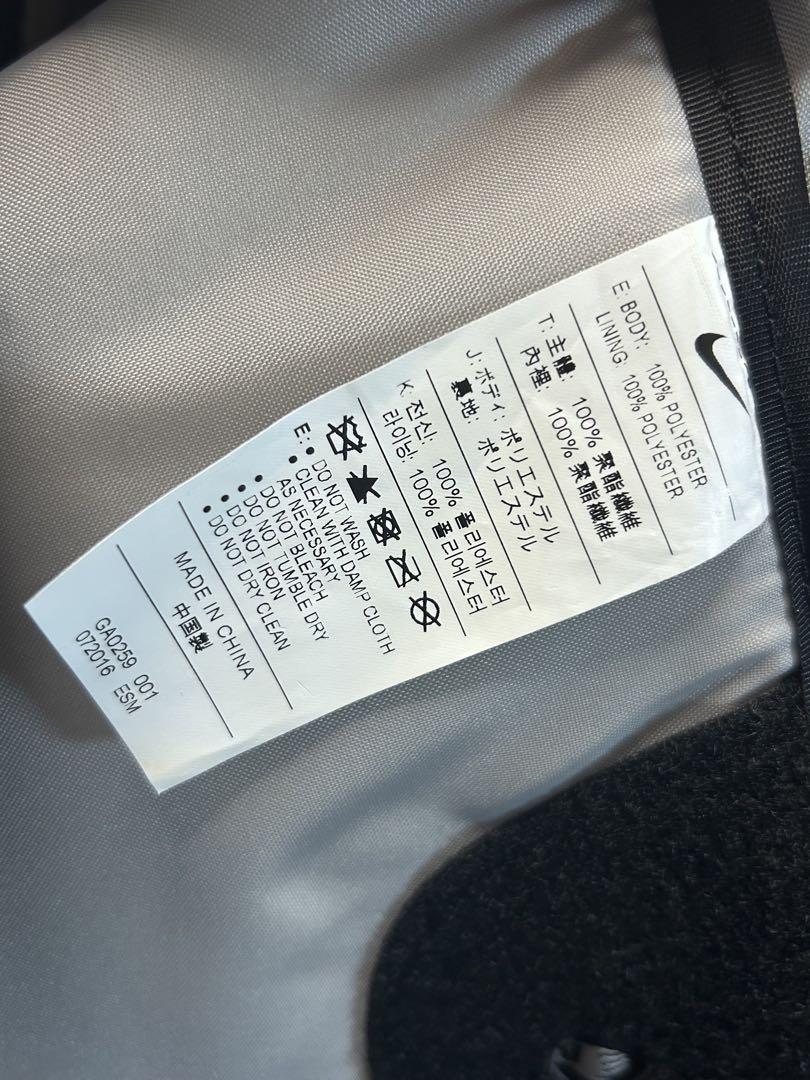 E: BODY: 100% POLYESTER
LINING: 100% POLYESTER
T: 主體: 100% 聚酯纖維
內裡: 100% 聚酯纖維
J: ボディ: ポリエステル
裏地: ポリエステル
K: 전신: 100% 폴리에스터
라이닝: 100% 폴리에스터
E: • DO NOT WASH
• CLEAN WITH DAMP CLOTH
AS NECESSARY
• DO NOT BLEACH
• DO NOT TUMBLE DRY
• DO NOT IRON
• DO NOT DRY CLEAN
MADE IN CHINA
中国製
GA0259 001
072016 ESM